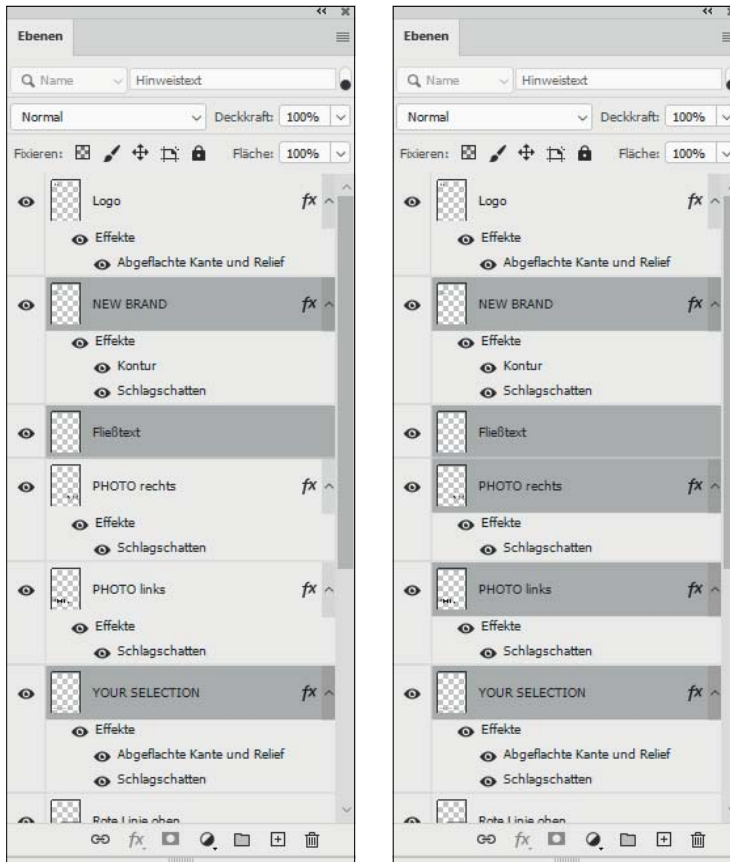 Ebenen
Name Hinweistext
Normal Deckkraft: 100%
Fixieren: Fläche: 100%
Logo fx
Effekte
Abgeflachte Kante und Relief
NEW BRAND fx
Effekte
Kontur
Schlagschatten
Fließtext
PHOTO rechts fx
Effekte
Schlagschatten
PHOTO links fx
Effekte
Schlagschatten
YOUR SELECTION fx
Effekte
Abgeflachte Kante und Relief
Schlagschatten
Rote Linie oben
fx
Ebenen
Name Hinweistext
Normal Deckkraft: 100%
Fixieren: Fläche: 100%
Logo fx
Effekte
Abgeflachte Kante und Relief
NEW BRAND fx
Effekte
Kontur
Schlagschatten
Fließtext
PHOTO rechts fx
Effekte
Schlagschatten
PHOTO links fx
Effekte
Schlagschatten
YOUR SELECTION fx
Effekte
Abgeflachte Kante und Relief
Schlagschatten
Rote Linie oben
fx